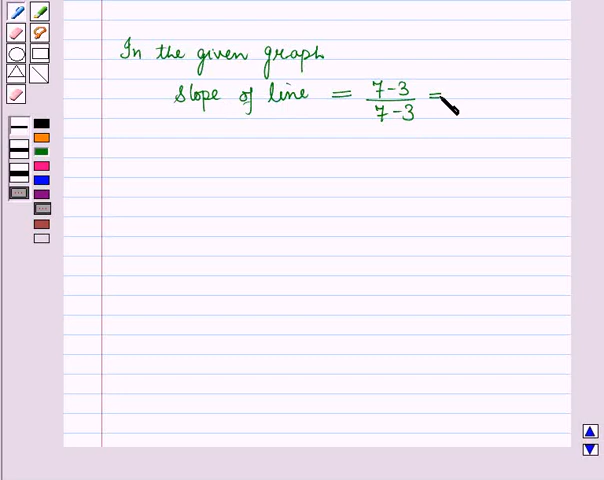 In the given graph
Slope of line = 7-3/7-3 =